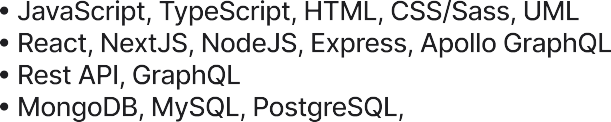 • JavaScript, TypeScript, HTML, CSS/Sass, UML
• React, NextJS, NodeJS, Express, Apollo GraphQL
• Rest API, GraphQL
• MongoDB, MySQL, PostgreSQL,